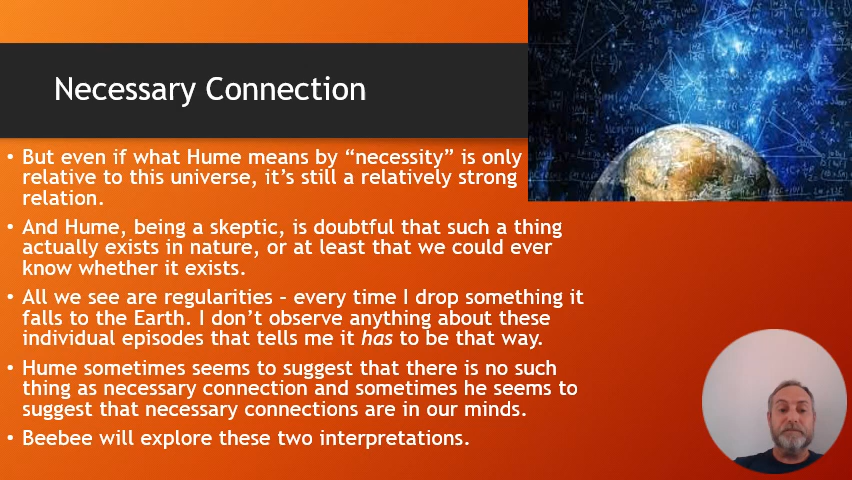 Necessary Connection
• But even if what Hume means by “necessity” is only
relative to this universe, it’s still a relatively strong
relation.
• And Hume, being a skeptic, is doubtful that such a thing
actually exists in nature, or at least that we could ever
know whether it exists.
• All we see are regularities – every time I drop something it
falls to the Earth. I don’t observe anything about these
individual episodes that tells me it has to be that way.
• Hume sometimes seems to suggest that there is no such
thing as necessary connection and sometimes he seems to
suggest that necessary connections are in our minds.
• Beebee will explore these two interpretations.